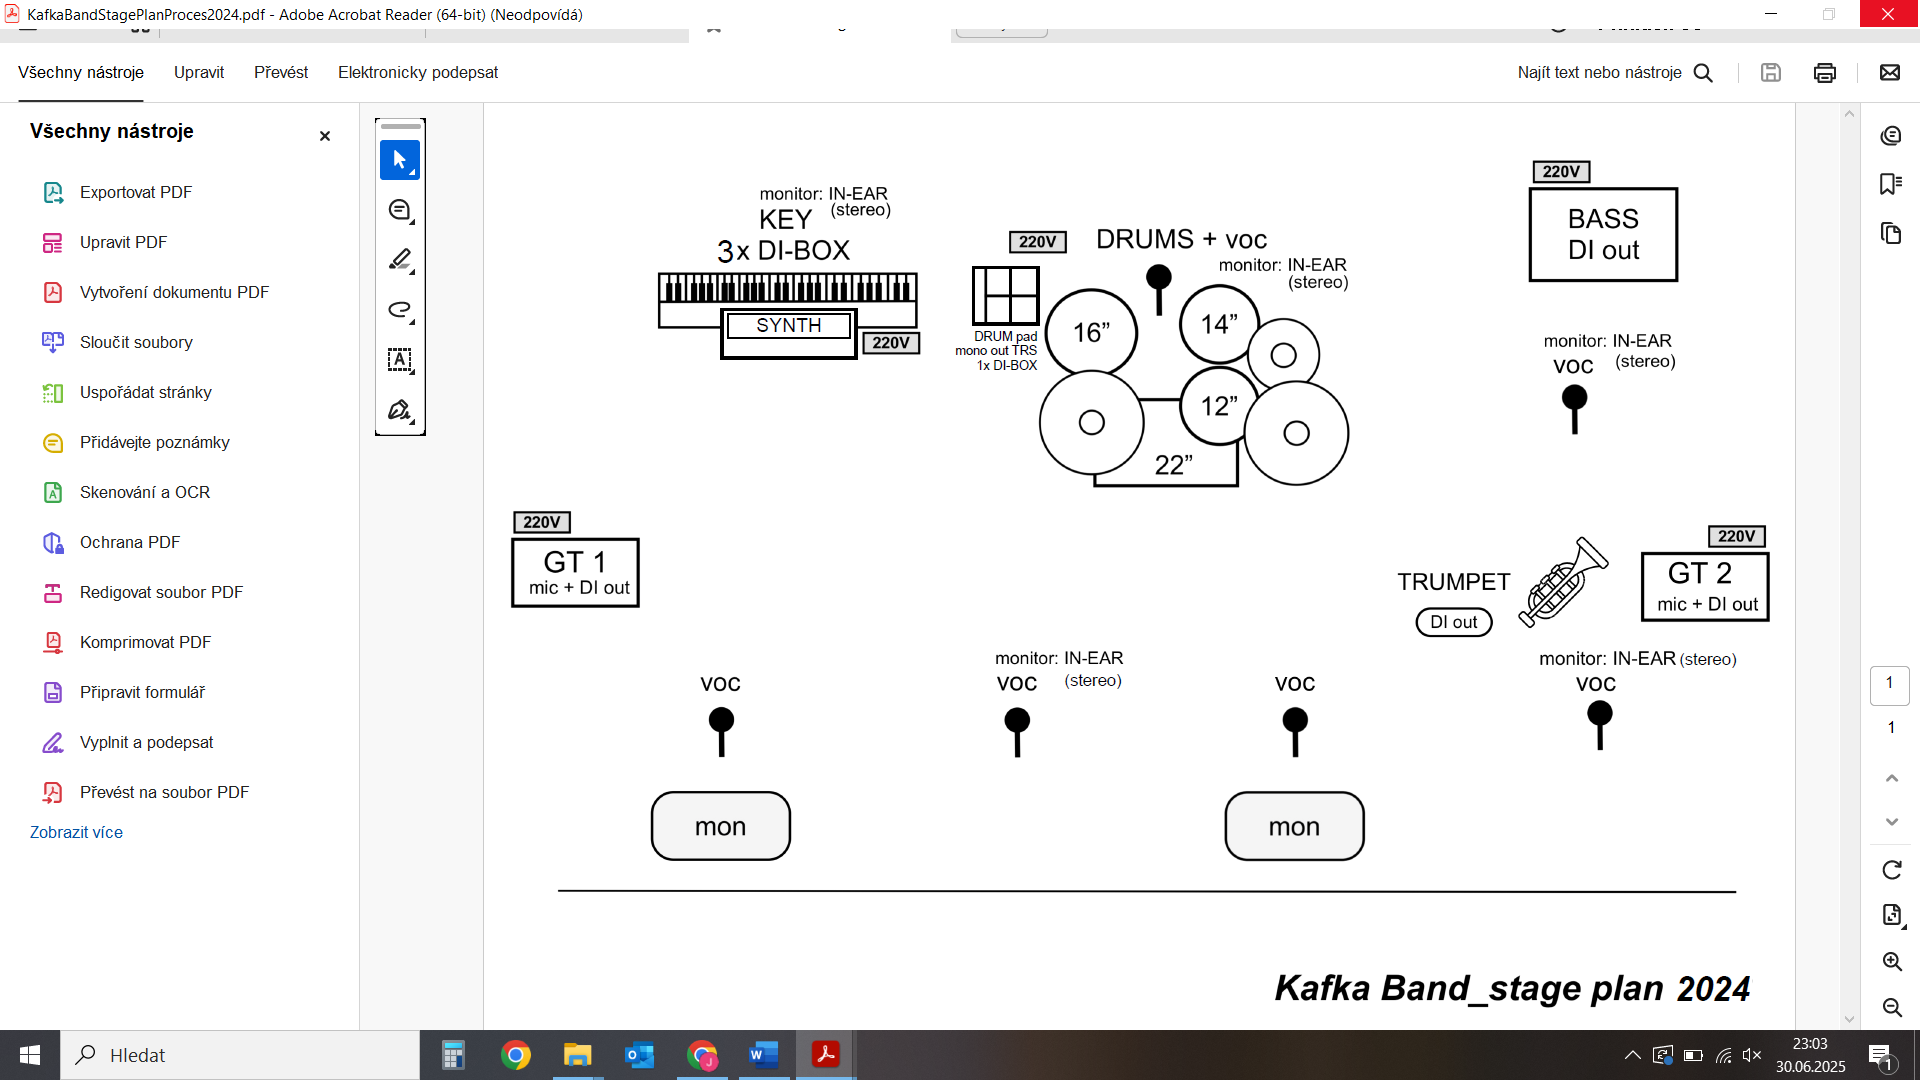 KafkaBandStagePlanProces2024.pdf - Adobe Acrobat Reader (64-bit) (Neodpovídá)
Všechny nástroje
Upravit
Převést
Elektronicky podepsat
Najít text nebo nástroje
Všechny nástroje
Exportovat PDF
Upravit PDF
Vytvoření dokumentu PDF
Sloučit soubory
Uspořádat stránky
Přidávejte poznámky
Skenování a OCR
Ochrana PDF
Redigovat soubor PDF
Komprimovat PDF
Připravit formulář
Vyplnit a podepsat
Převést na soubor PDF
Zobrazit více
monitor: IN-EAR
(stereo)
KEY
3x DI-BOX
SYNTH
220V
220V
DRUMS + voc
monitor: IN-EAR
(stereo)
DRUM pad
mono out TRS
1x DI-BOX
16”
14”
12”
22”
220V
BASS
DI out
monitor: IN-EAR
(stereo)
voc
220V
GT 1
mic + DI out
TRUMPET
DI out
220V
GT 2
mic + DI out
voc
monitor: IN-EAR
(stereo)
voc
voc
monitor: IN-EAR (stereo)
voc
mon
mon
Kafka Band_stage plan 2024
1
1
Hledat
23:03
30.06.2025
1